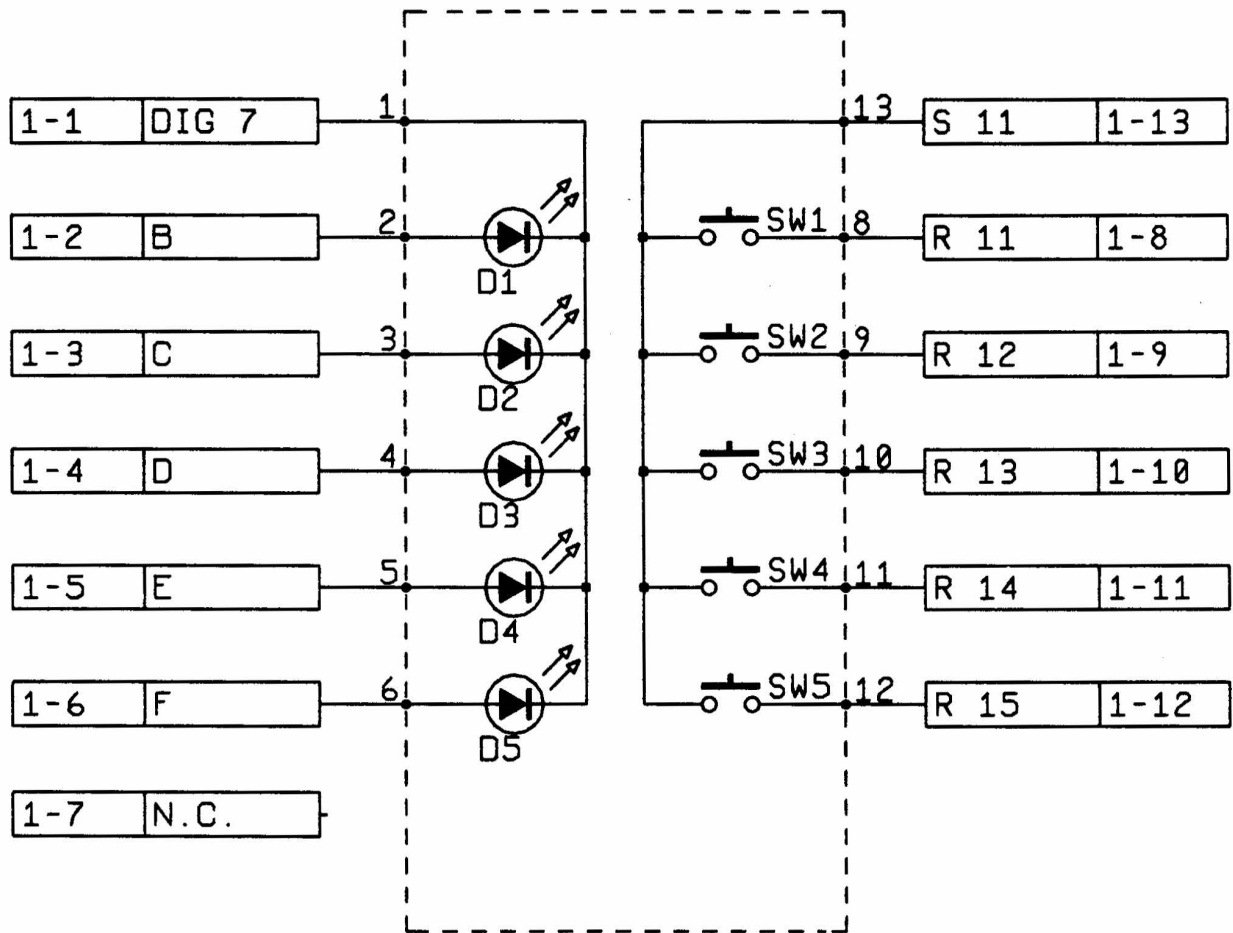 1-1 DIG 7 1 13 S 11 1-13
1-2 B 2 SW1 8 R 11 1-8
D1
1-3 C 3 SW2 9 R 12 1-9
D2
1-4 D 4 SW3 10 R 13 1-10
D3
1-5 E 5 SW4 11 R 14 1-11
D4
1-6 F 6 SW5 12 R 15 1-12
D5
1-7 N.C.